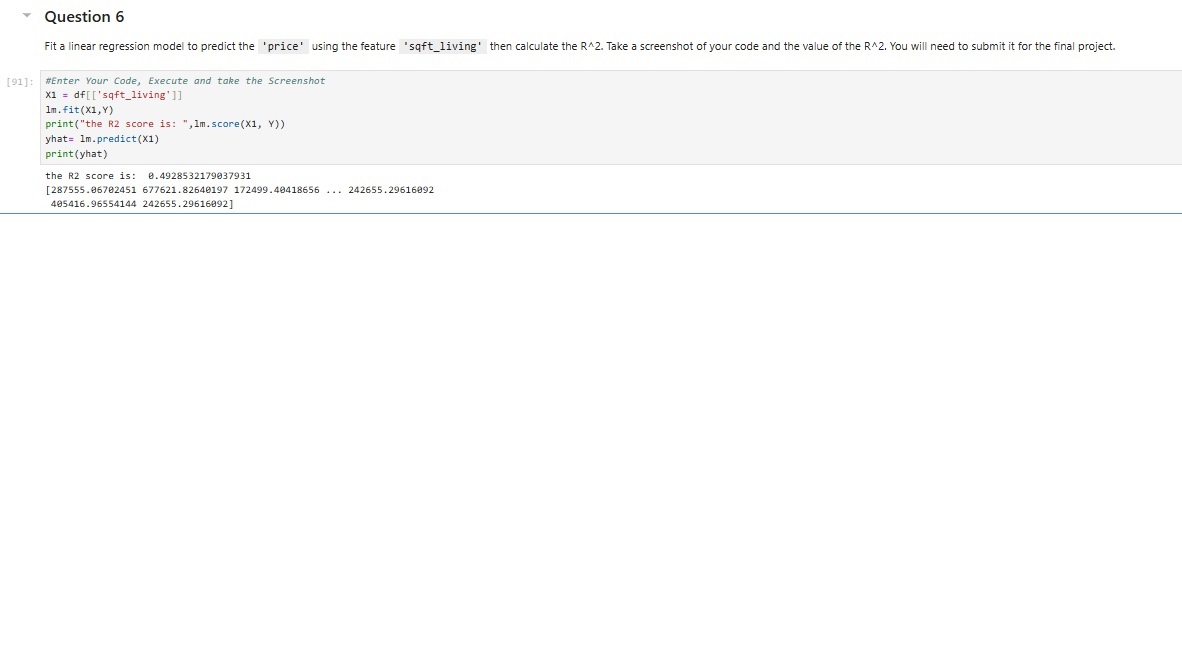 Question 6
Fit a linear regression model to predict the 'price' using the feature 'sqft_living' then calculate the R^2. Take a screenshot of your code and the value of the R^2. You will need to submit it for the final project.
[91]: #Enter Your Code, Execute and take the Screenshot
X1 = df[['sqft_living']]
lm.fit(X1,Y)
print("the R2 score is: ",lm.score(X1, Y))
yhat= lm.predict(X1)
print(yhat)
the R2 score is:  0.4928532179037931
[287555.06702451 677621.82640197 172499.40418656 ... 242655.29616092
405416.96554144 242655.29616092]